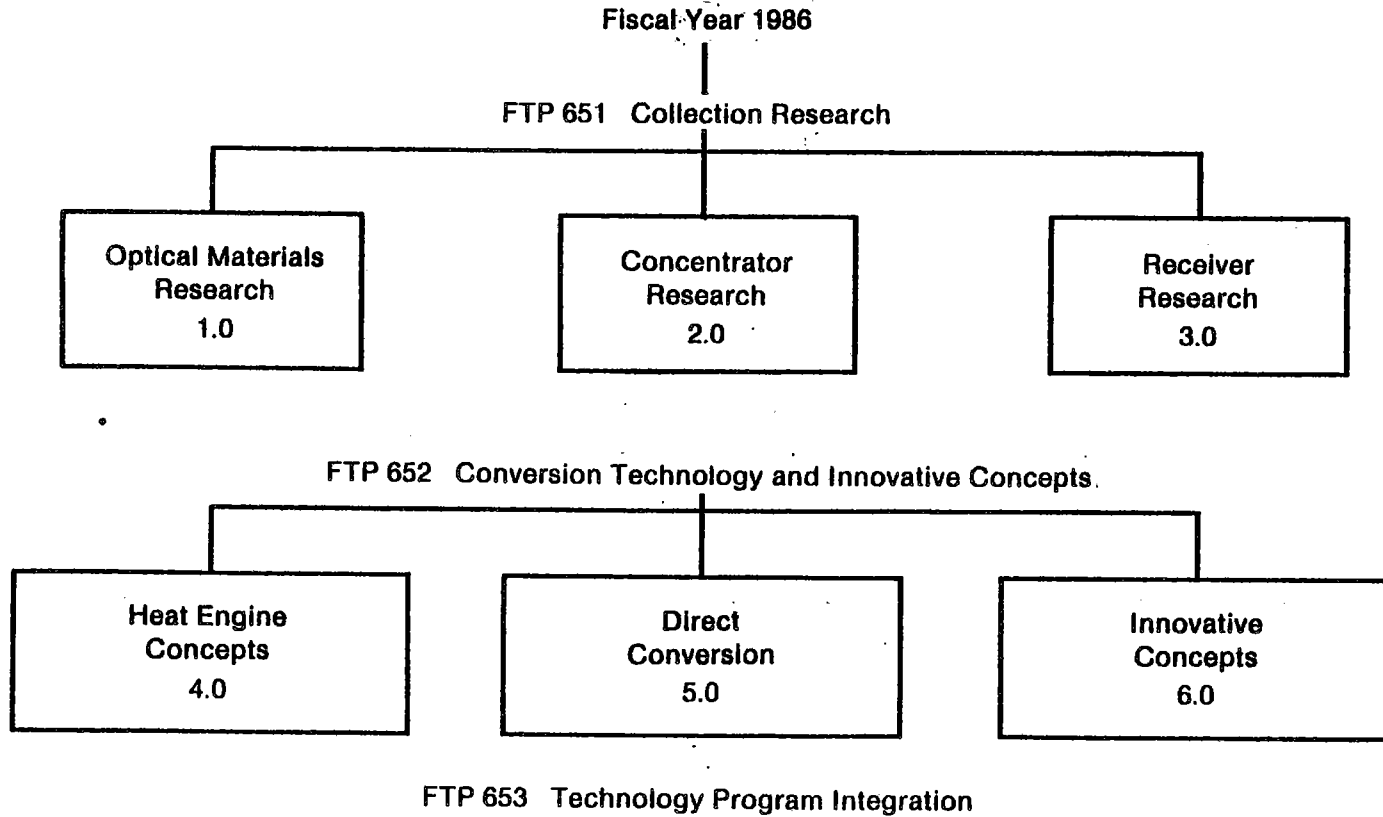 Fiscal Year 1986
FTP 651 Collection Research
Optical Materials
Research
1.0
Concentrator
Research
2.0
Receiver
Research
3.0
FTP 652 Conversion Technology and Innovative Concepts
Heat Engine
Concepts
4.0
Direct
Conversion
5.0
Innovative
Concepts
6.0
FTP 653 Technology Program Integration